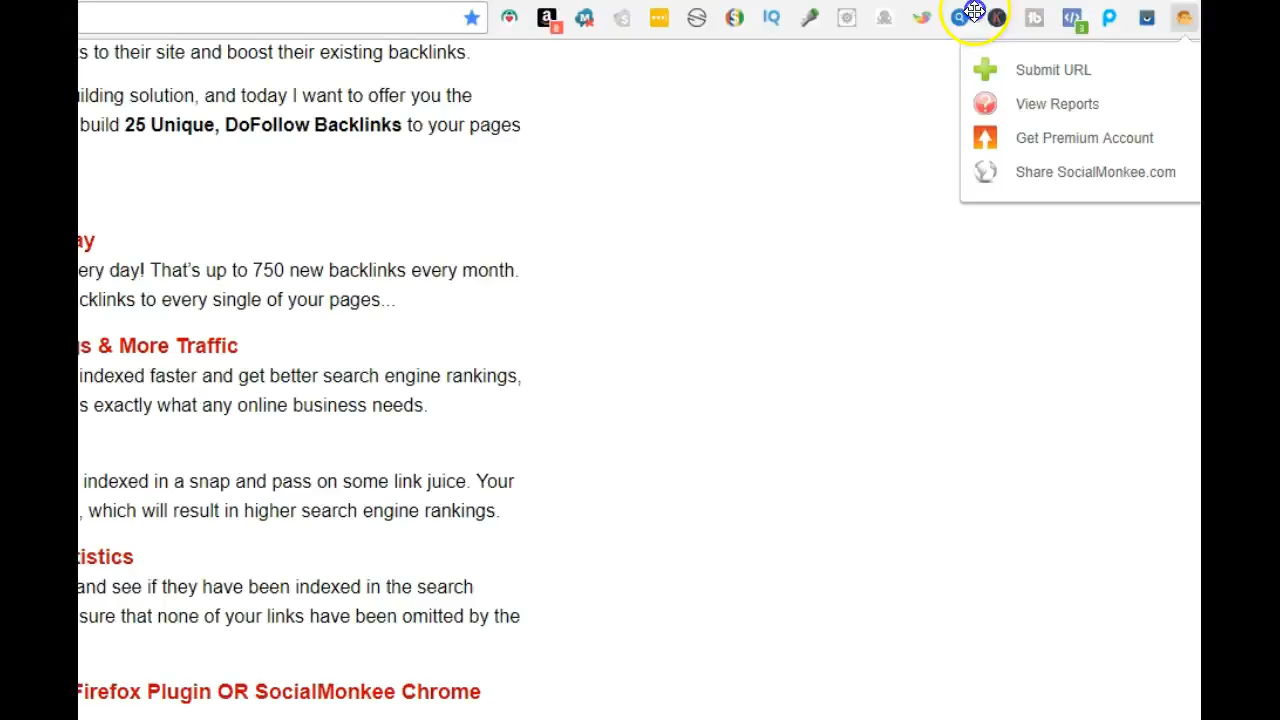 s to their site and boost their existing backlinks.
ilding solution, and today I want to offer you the
build 25 Unique, DoFollow Backlinks to your pages
Submit URL
View Reports
Get Premium Account
Share SocialMonkee.com
ay
ery day! That's up to 750 new backlinks every month.
cklinks to every single of your pages...
gs & More Traffic
indexed faster and get better search engine rankings,
s exactly what any online business needs.
indexed in a snap and pass on some link juice. Your
, which will result in higher search engine rankings.
tistics
and see if they have been indexed in the search
sure that none of your links have been omitted by the
Firefox Plugin OR SocialMonkee Chrome